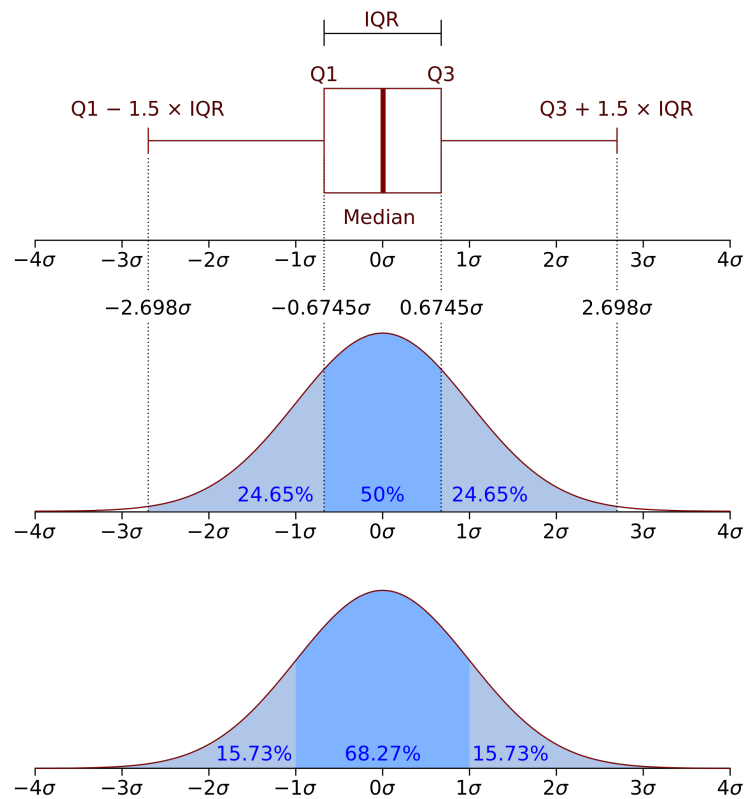 IQR
Q1 Q3
Q1 − 1.5 × IQR Q3 + 1.5 × IQR
Median
−4σ −3σ −2σ −1σ 0σ 1σ 2σ 3σ 4σ
−2.698σ −0.6745σ 0.6745σ 2.698σ
24.65% 50% 24.65%
−4σ −3σ −2σ −1σ 0σ 1σ 2σ 3σ 4σ
15.73% 68.27% 15.73%
−4σ −3σ −2σ −1σ 0σ 1σ 2σ 3σ 4σ